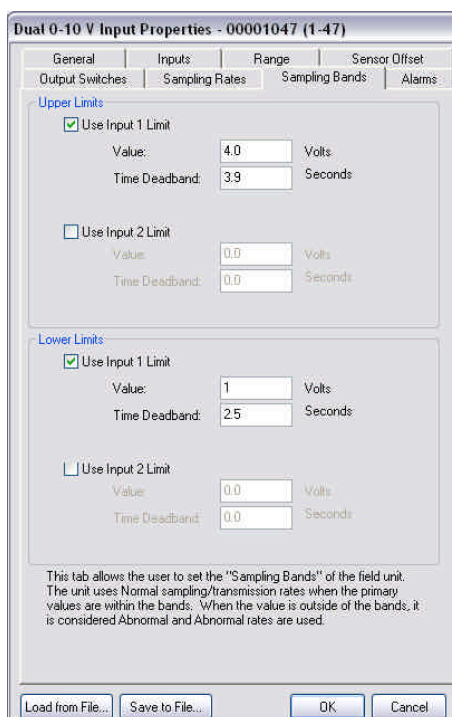 Dual 0-10 V Input Properties - 00001047 (1-47)
General Inputs Range Sensor Offset
Output Switches Sampling Rates Sampling Bands Alarms
Upper Limits
Use Input 1 Limit
Value: 4.0 Volts
Time Deadband: 3.9 Seconds
Use Input 2 Limit
Value: 0.0 Volts
Time Deadband: 0.0 Seconds
Lower Limits
Use Input 1 Limit
Value: 1 Volts
Time Deadband: 2.5 Seconds
Use Input 2 Limit
Value: 0.0 Volts
Time Deadband: 0.0 Seconds
This tab allows the user to set the "Sampling Bands" of the field unit.
The unit uses Normal sampling/transmission rates when the primary
values are within the bands. When the value is outside of the bands, it
is considered Abnormal and Abnormal rates are used.
Load from File... Save to File... OK Cancel